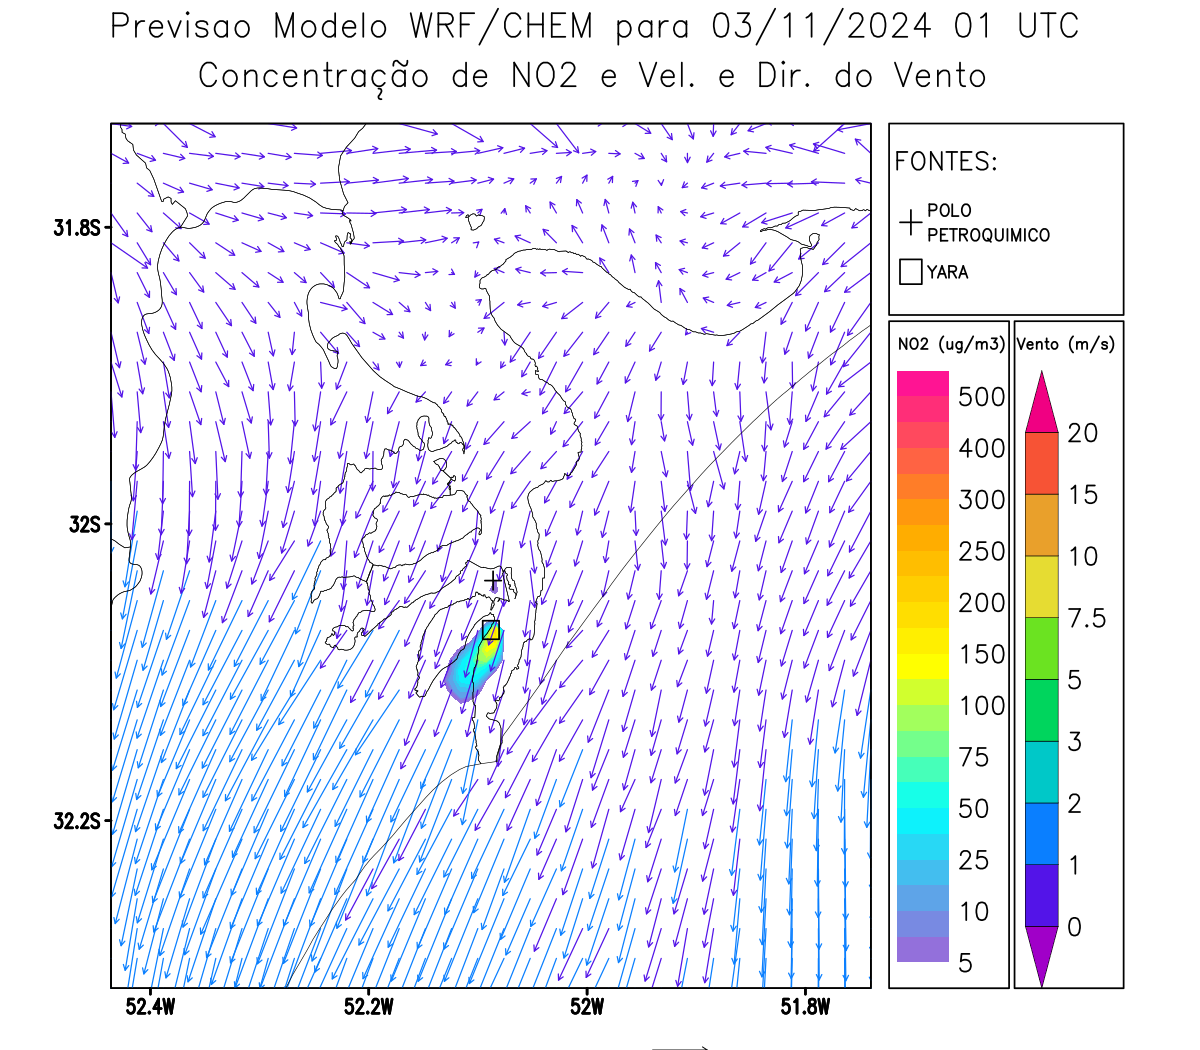 Previsao Modelo WRF/CHEM para 03/11/2024 01 UTC
Concentração de NO2 e Vel. e Dir. do Vento
FONTES:
POLO
PETROQUIMICO
YARA
NO2 (ug/m3)
500
400
300
250
200
150
100
75
50
25
10
5
Vento (m/s)
20
15
10
7.5
5
3
2
1
0
31.8S
32S
32.2S
52.4W
52.2W
52W
51.8W